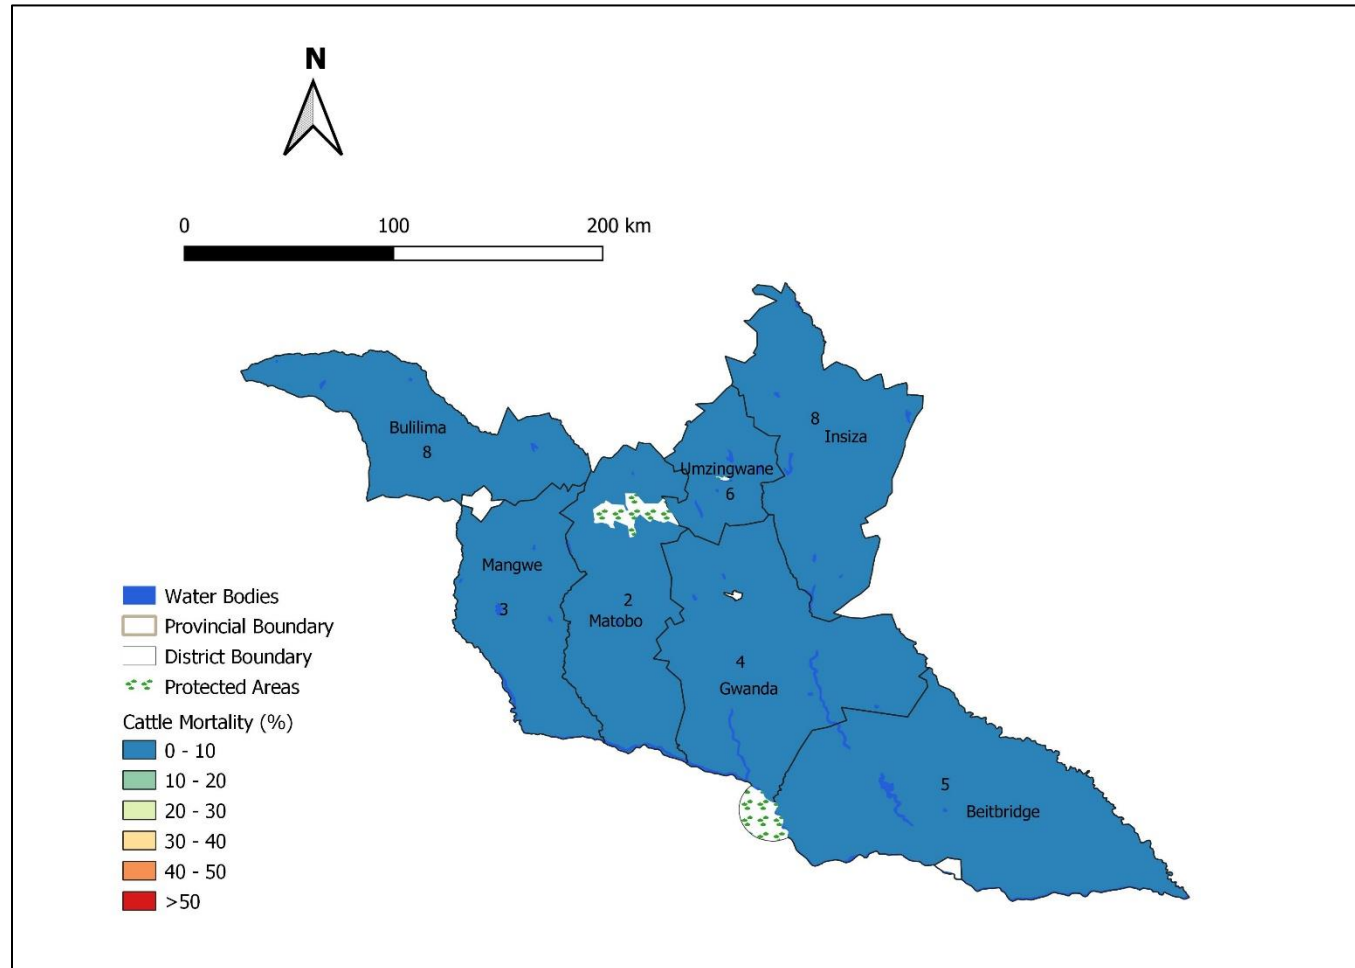 N
0 100 200 km
Bulilima
8
8
Insiza
Umzingwane
6
Mangwe
3
2
Matobo
4
Gwanda
5
Beitbridge
Water Bodies
Provincial Boundary
District Boundary
Protected Areas
Cattle Mortality (%)
0 - 10
10 - 20
20 - 30
30 - 40
40 - 50
>50